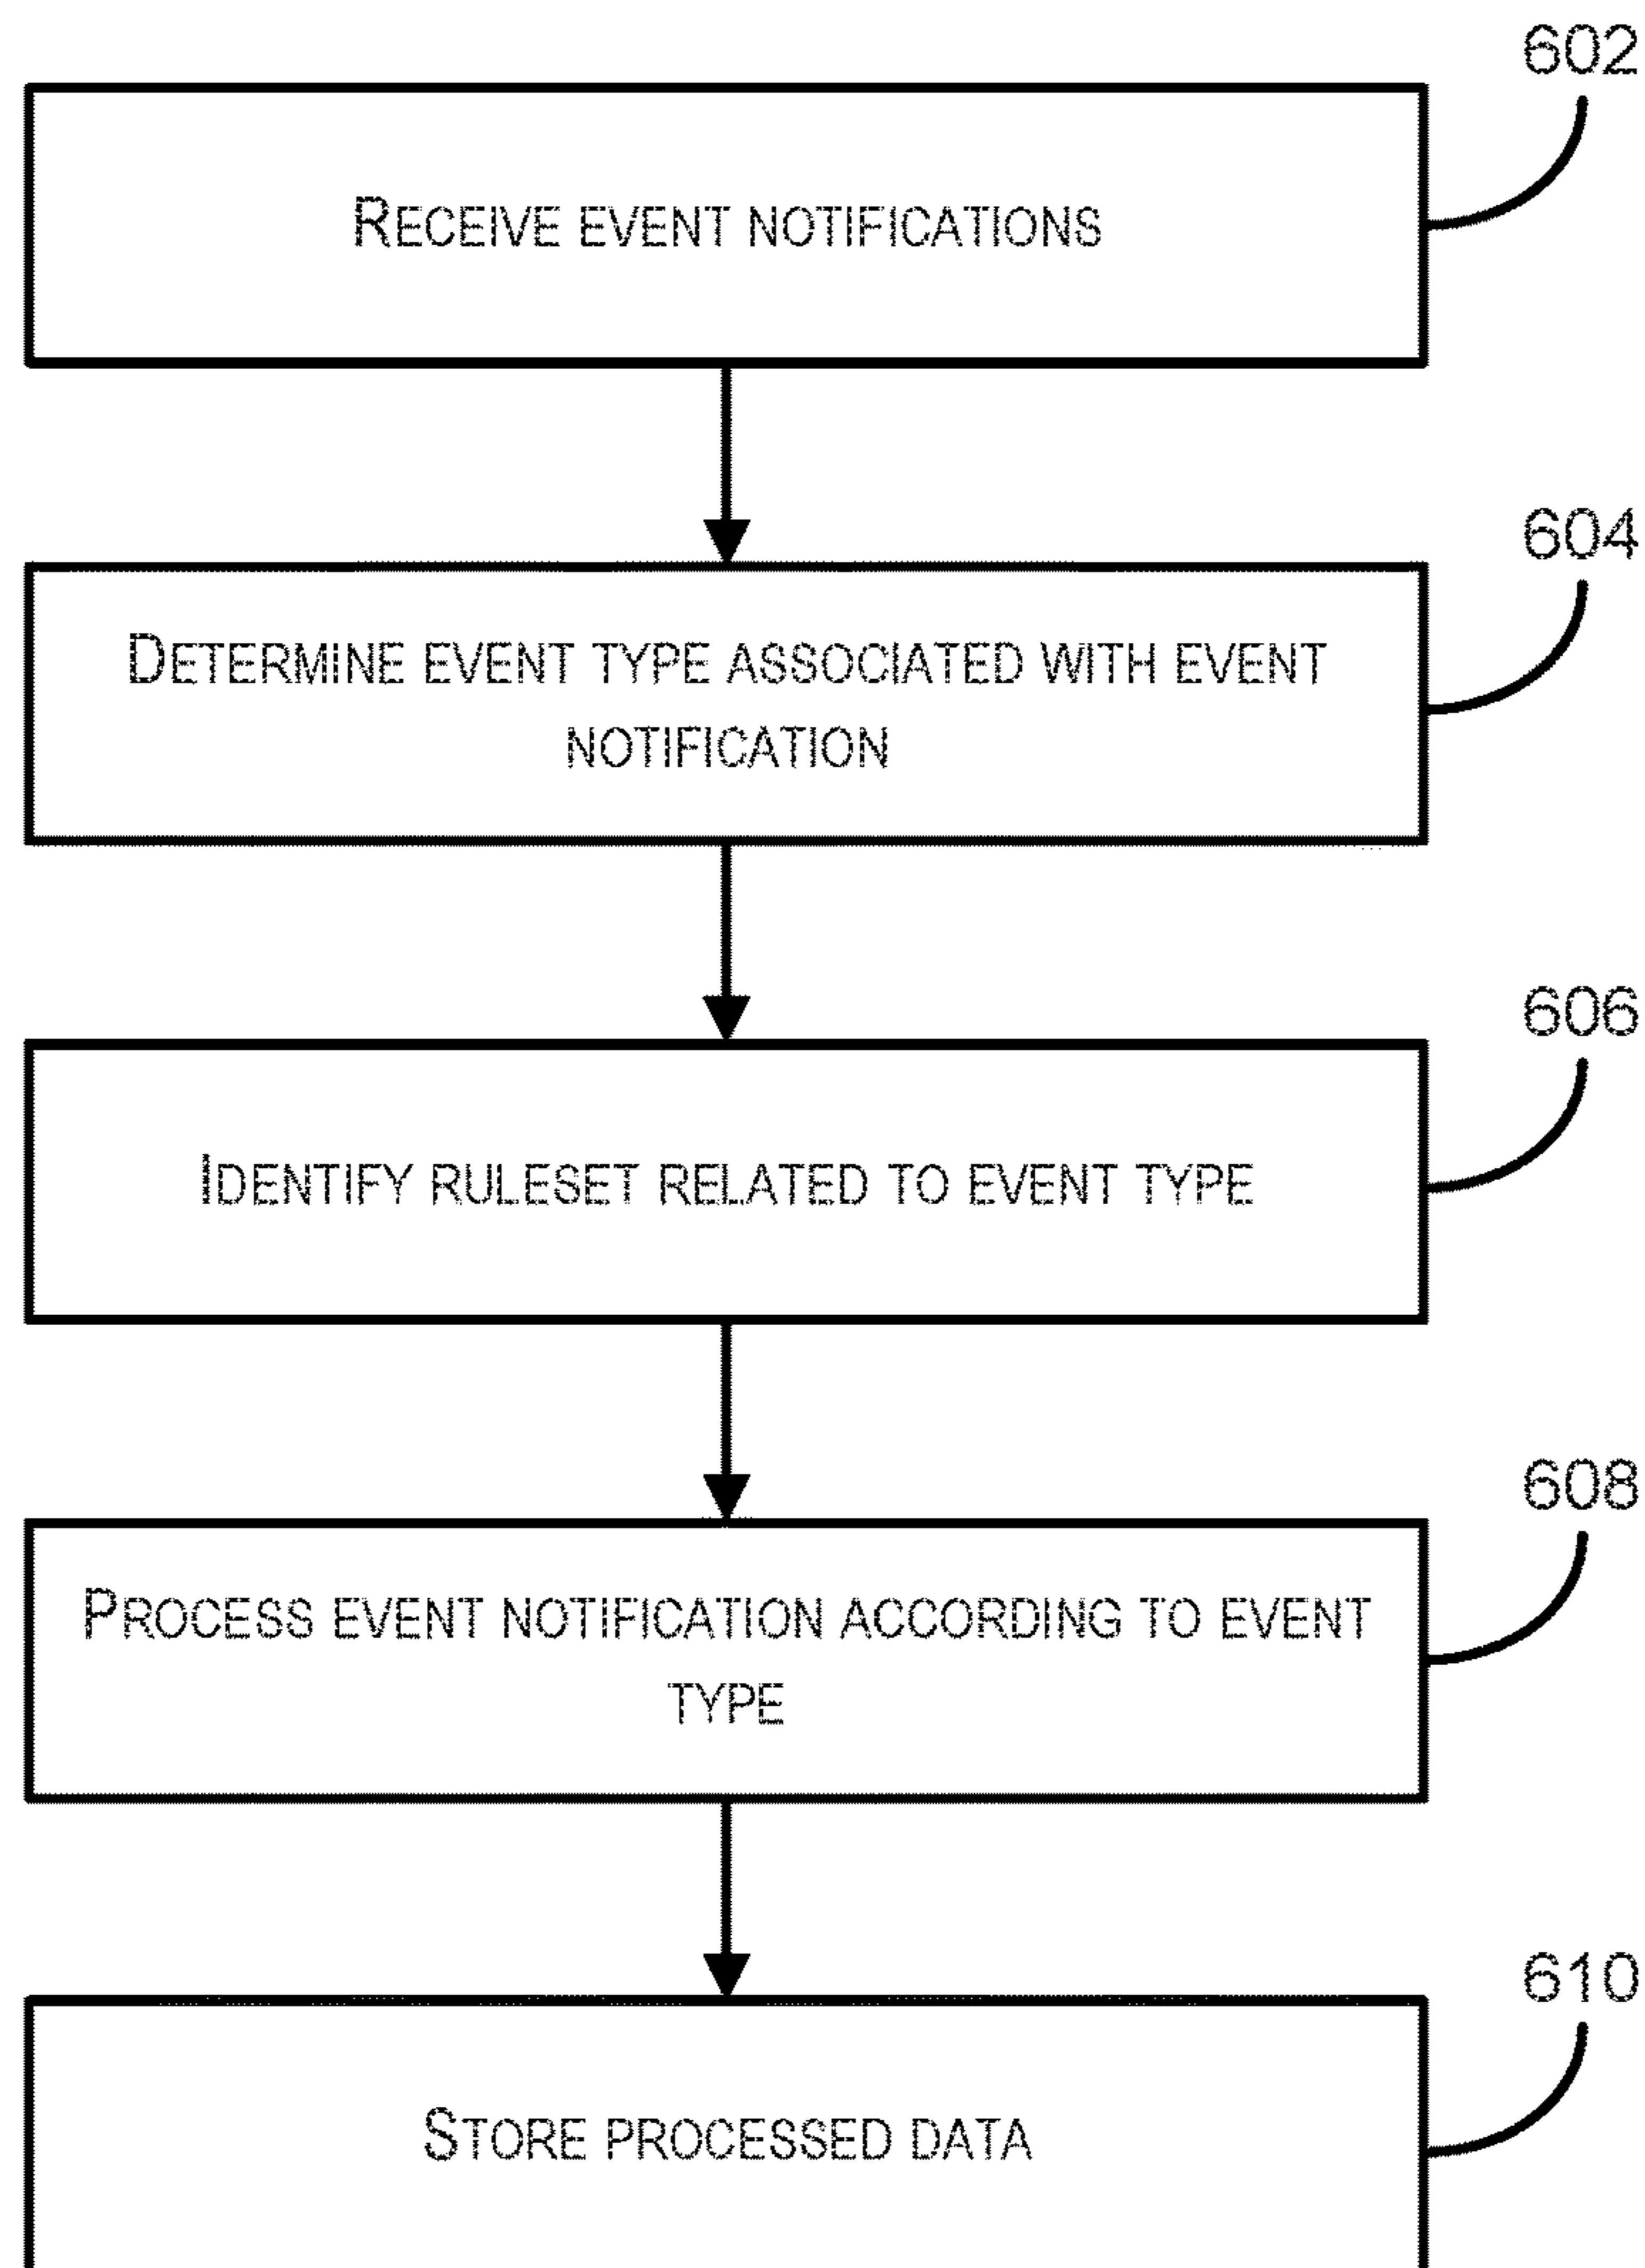 602
RECEIVE EVENT NOTIFICATIONS
604
DETERMINE EVENT TYPE ASSOCIATED WITH EVENT
NOTIFICATION
606
IDENTIFY RULESET RELATED TO EVENT TYPE
608
PROCESS EVENT NOTIFICATION ACCORDING TO EVENT
TYPE
610
STORE PROCESSED DATA